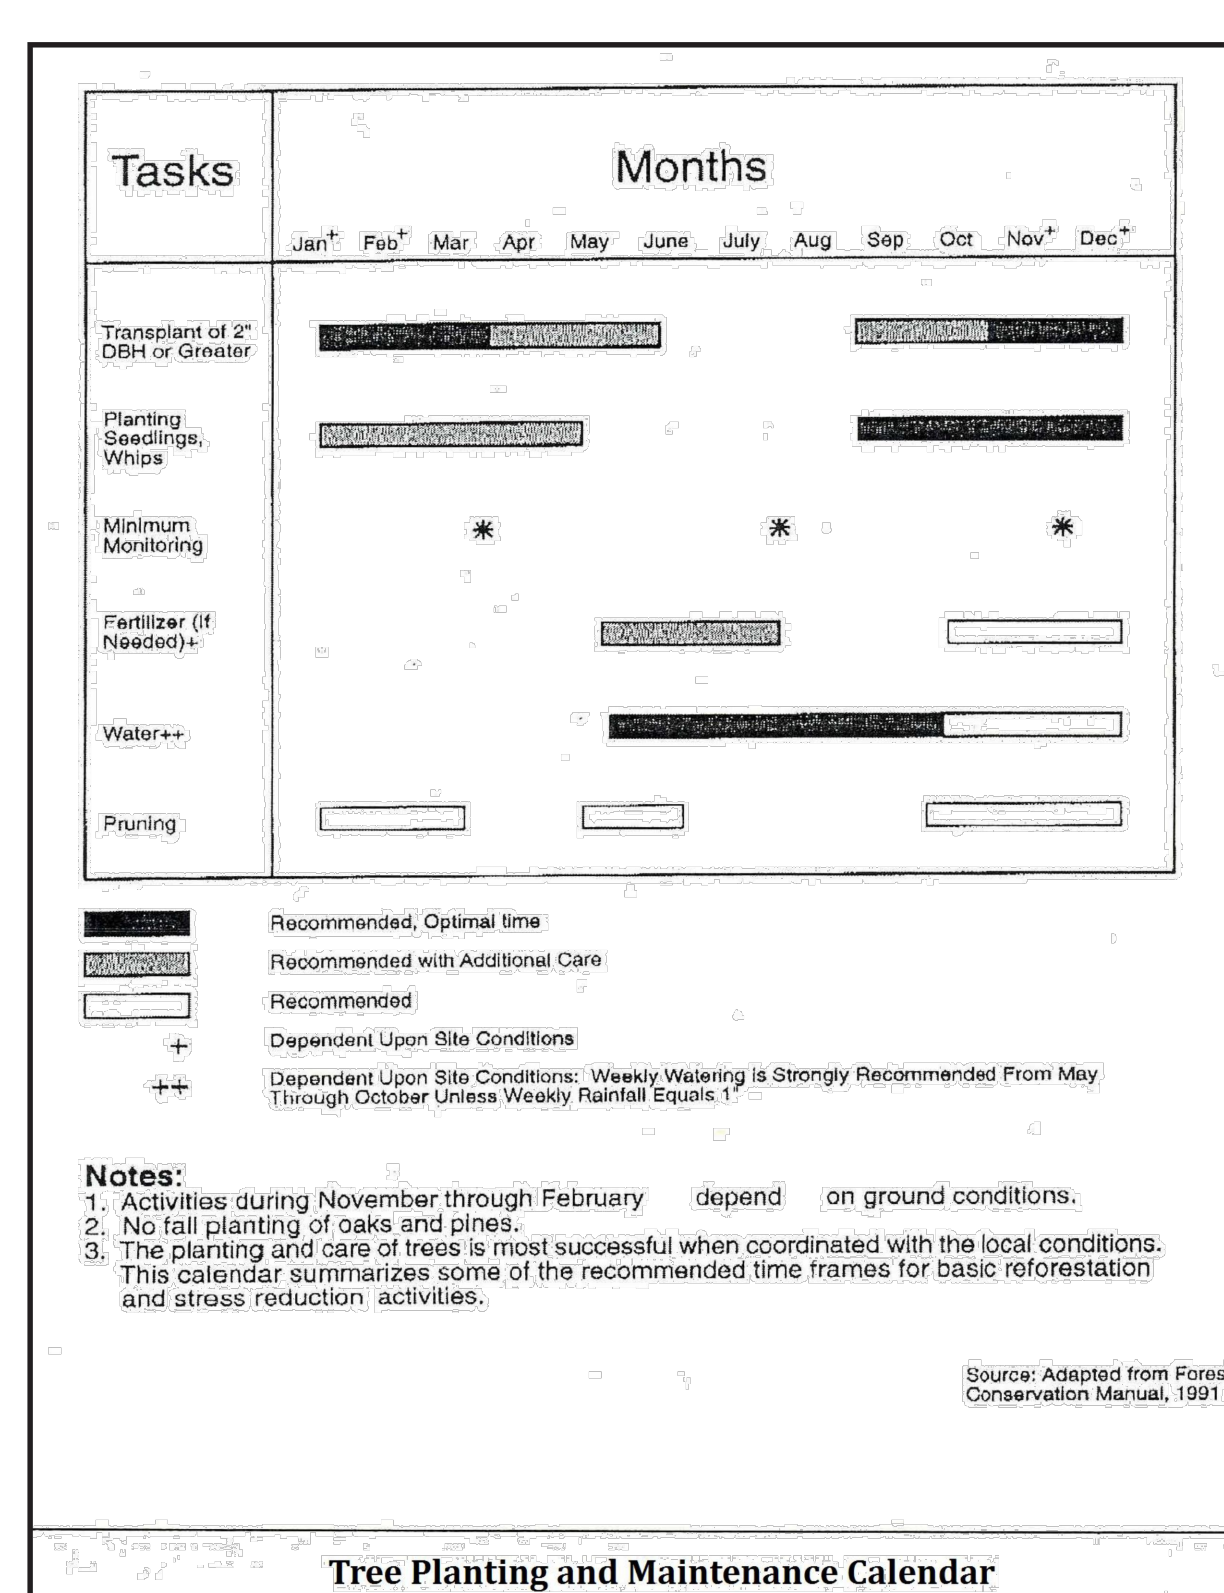 Tasks
Months
Jan+ Feb+ Mar Apr May June July Aug Sep Oct Nov+ Dec+
Transplant of 2"
DBH or Greater
Planting
Seedlings,
Whips
Minimum
Monitoring
Fertilizer (If
Needed)+
Water++
Pruning
Recommended, Optimal time
Recommended with Additional Care
Recommended
+ Dependent Upon Site Conditions
++ Dependent Upon Site Conditions: Weekly Watering is Strongly Recommended From May
Through October Unless Weekly Rainfall Equals 1"
Notes:
1. Activities during November through February depend on ground conditions.
2. No fall planting of oaks and pines.
3. The planting and care of trees is most successful when coordinated with the local conditions.
This calendar summarizes some of the recommended time frames for basic reforestation
and stress reduction activities.
Source: Adapted from Fores
Conservation Manual, 1991
Tree Planting and Maintenance Calendar